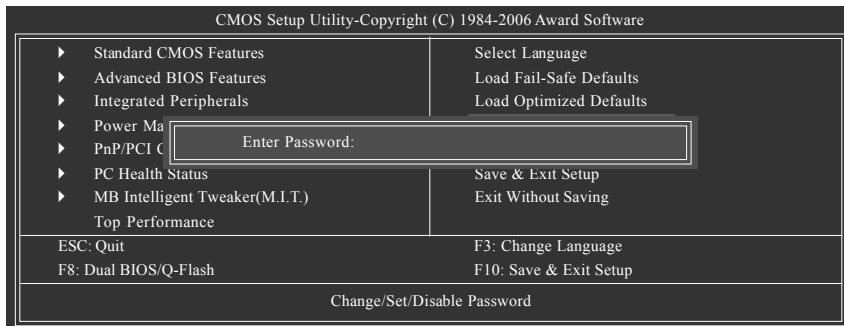 CMOS Setup Utility-Copyright (C) 1984-2006 Award Software
Standard CMOS Features
Advanced BIOS Features
Integrated Peripherals
Power Ma
PnP/PCI C
PC Health Status
MB Intelligent Tweaker(M.I.T.)
Top Performance
Select Language
Load Fail-Safe Defaults
Load Optimized Defaults
Enter Password:
Save & Exit Setup
Exit Without Saving
ESC: Quit
F3: Change Language
F8: Dual BIOS/Q-Flash
F10: Save & Exit Setup
Change/Set/Disable Password